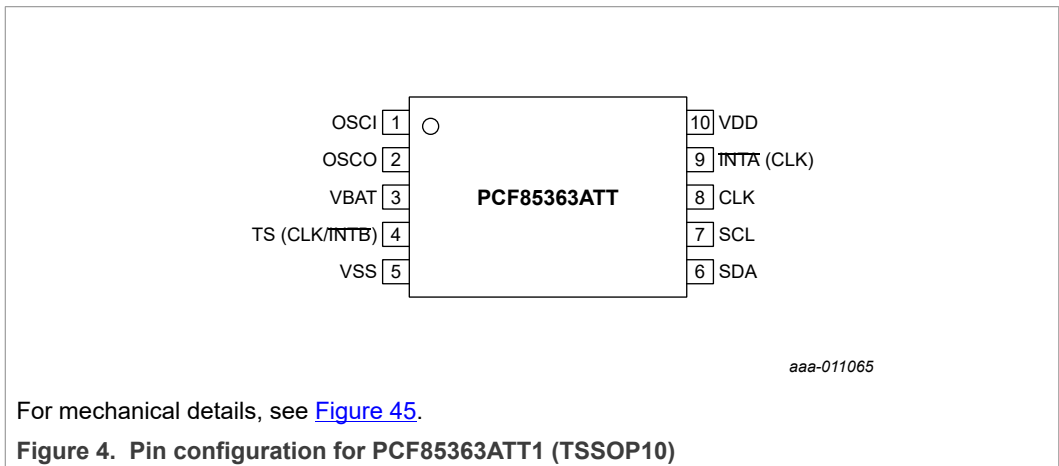 OSCI 1 10 VDD
OSCO 2 9 INTA (CLK)
VBAT 3 PCF85363ATT 8 CLK
TS (CLK/INTB) 4 7 SCL
VSS 5 6 SDA
aaa-011065
For mechanical details, see Figure 45.
Figure 4. Pin configuration for PCF85363ATT1 (TSSOP10)